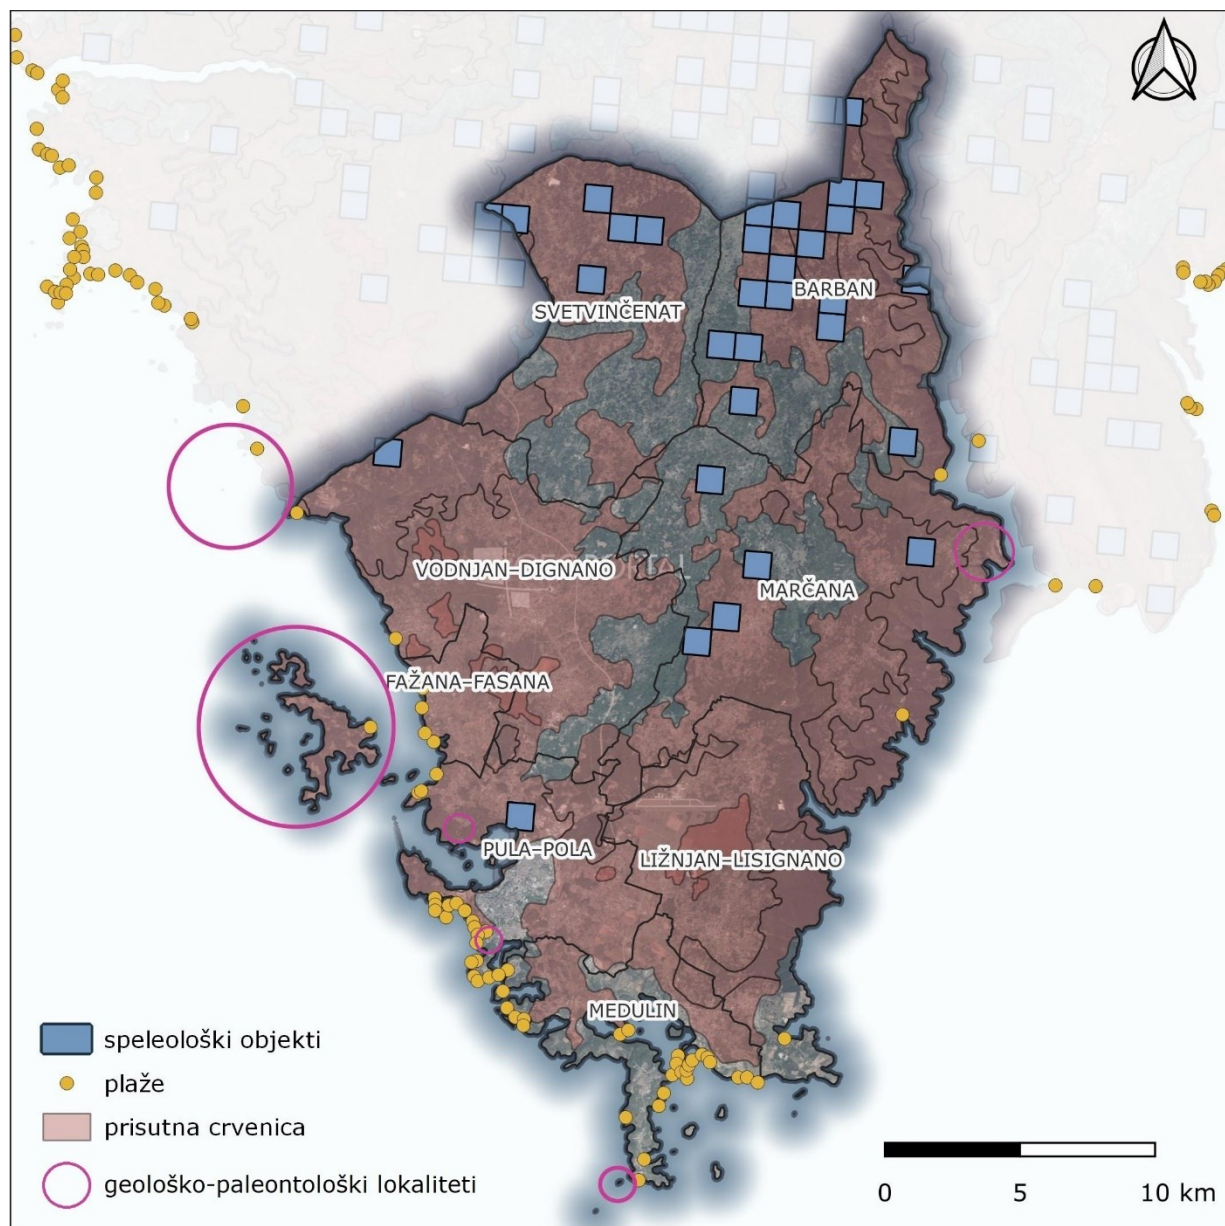 SVETVINČENAT
BARBAN
VODNJAN–DIGNANO
MARČANA
FAŽANA–FASANA
PULA–POLA
LIŽNJAN–LISIGNANO
MEDULIN
speleološki objekti
plaže
prisutna crvenica
geološko-paleontološki lokaliteti
0 5 10 km